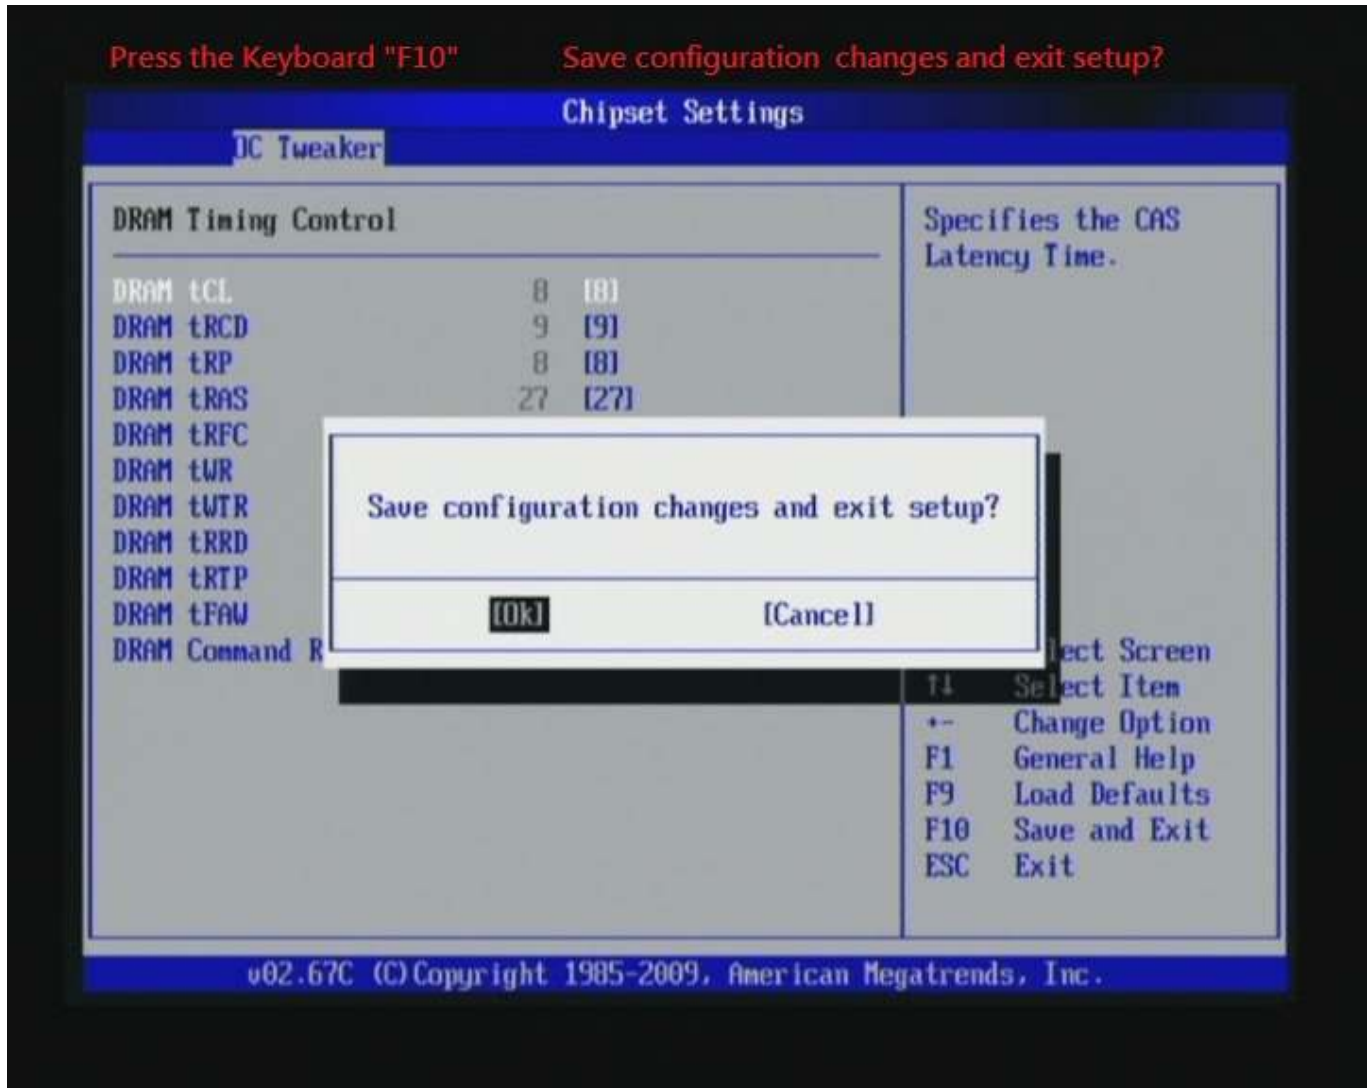 Press the Keyboard "F10" Save configuration changes and exit setup?
Chipset Settings
OC Tweaker
DRAM Timing Control
DRAM tCL 8 [8]
DRAM tRCD 9 [9]
DRAM tRP 8 [8]
DRAM tRAS 27 [27]
DRAM tRFC
DRAM tWR
DRAM tWTR
DRAM tRRD
DRAM tRTP
DRAM tFAW
DRAM Command R
Save configuration changes and exit setup?
[Ok] [Cancel]
Specifies the CAS
Latency Time.
lect Screen
↑↓ Select Item
+- Change Option
F1 General Help
F9 Load Defaults
F10 Save and Exit
ESC Exit
v02.67C (C)Copyright 1985-2009, American Megatrends, Inc.